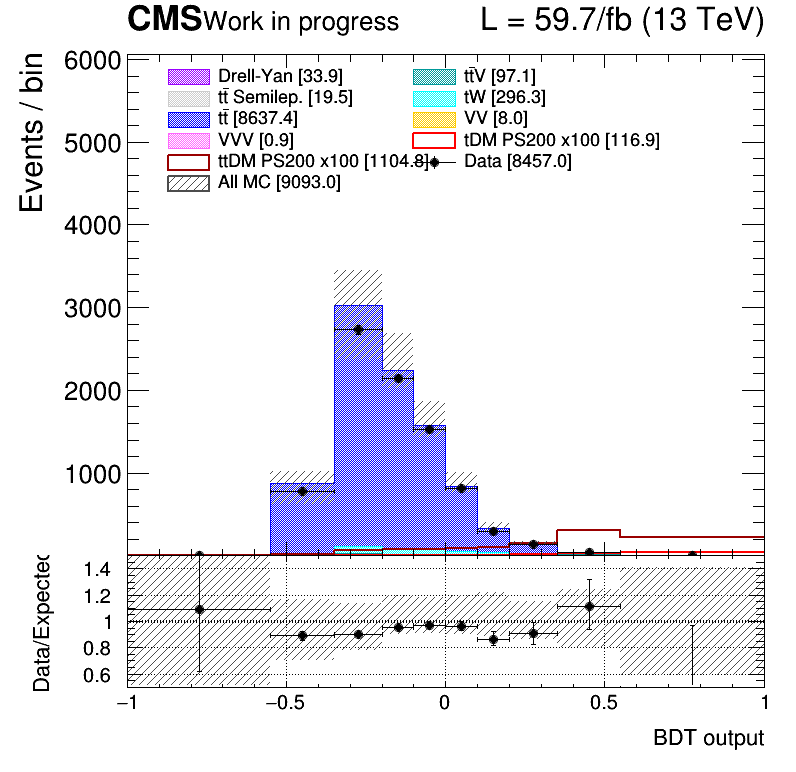 CMS Work in progress L = 59.7/fb (13 TeV)
Events / bin
6000
5000
4000
3000
2000
1000
Drell-Yan [33.9] tt̄V [97.1]
tt̄ Semilep. [19.5] tW [296.3]
tt̄ [8637.4] VV [8.0]
VVV [0.9] tDM PS200 x100 [116.9]
ttDM PS200 x100 [1104.8] Data [8457.0]
All MC [9093.0]
Data/Expected
1.4
1.2
1
0.8
0.6
−1 −0.5 0 0.5 1
BDT output